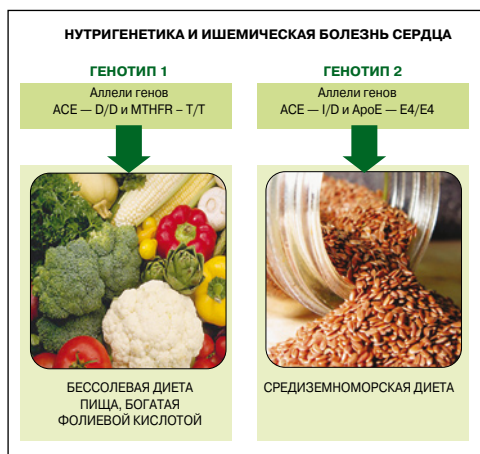 НУТРИГЕНЕТИКА И ИШЕМИЧЕСКАЯ БОЛЕЗНЬ СЕРДЦА
ГЕНОТИП 1
Аллели генов
ACE — D/D и MTHFR – T/T
БЕССОЛЕВАЯ ДИЕТА
ПИЩА, БОГАТАЯ
ФОЛИЕВОЙ КИСЛОТОЙ
ГЕНОТИП 2
Аллели генов
ACE — I/D и ApoE — E4/E4
СРЕДИЗЕМНОМОРСКАЯ ДИЕТА